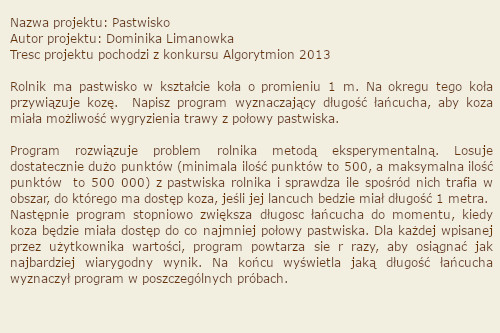 Nazwa projektu: Pastwisko
Autor projektu: Dominika Limanowka
Tresc projektu pochodzi z konkursu Algorytmion 2013
Rolnik ma pastwisko w kształcie koła o promieniu 1 m. Na okregu tego koła
przywiązuje kozę. Napisz program wyznaczający długość łańcucha, aby koza
miała możliwość wygryzienia trawy z połowy pastwiska.
Program rozwiązuje problem rolnika metodą eksperymentalną. Losuje
dostatecznie dużo punktów (minimala ilość punktów to 500, a maksymalna ilość
punktów to 500 000) z pastwiska rolnika i sprawdza ile spośród nich trafia w
obszar, do którego ma dostęp koza, jeśli jej lancuch bedzie miał długość 1 metra.
Następnie program stopniowo zwiększa długosc łańcucha do momentu, kiedy
koza będzie miała dostęp do co najmniej połowy pastwiska. Dla każdej wpisanej
przez użytkownika wartości, program powtarza sie r razy, aby osiągnać jak
najbardziej wiarygodny wynik. Na końcu wyświetla jaką długość łańcucha
wyznaczył program w poszczególnych próbach.